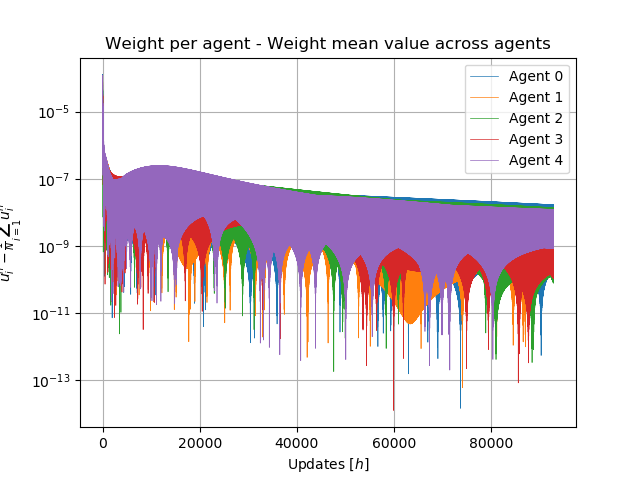 Weight per agent - Weight mean value across agents
10⁻⁵
10⁻⁷
10⁻⁹
10⁻¹¹
10⁻¹³
Agent 0
Agent 1
Agent 2
Agent 3
Agent 4
0
20000
40000
60000
80000
Updates [h]